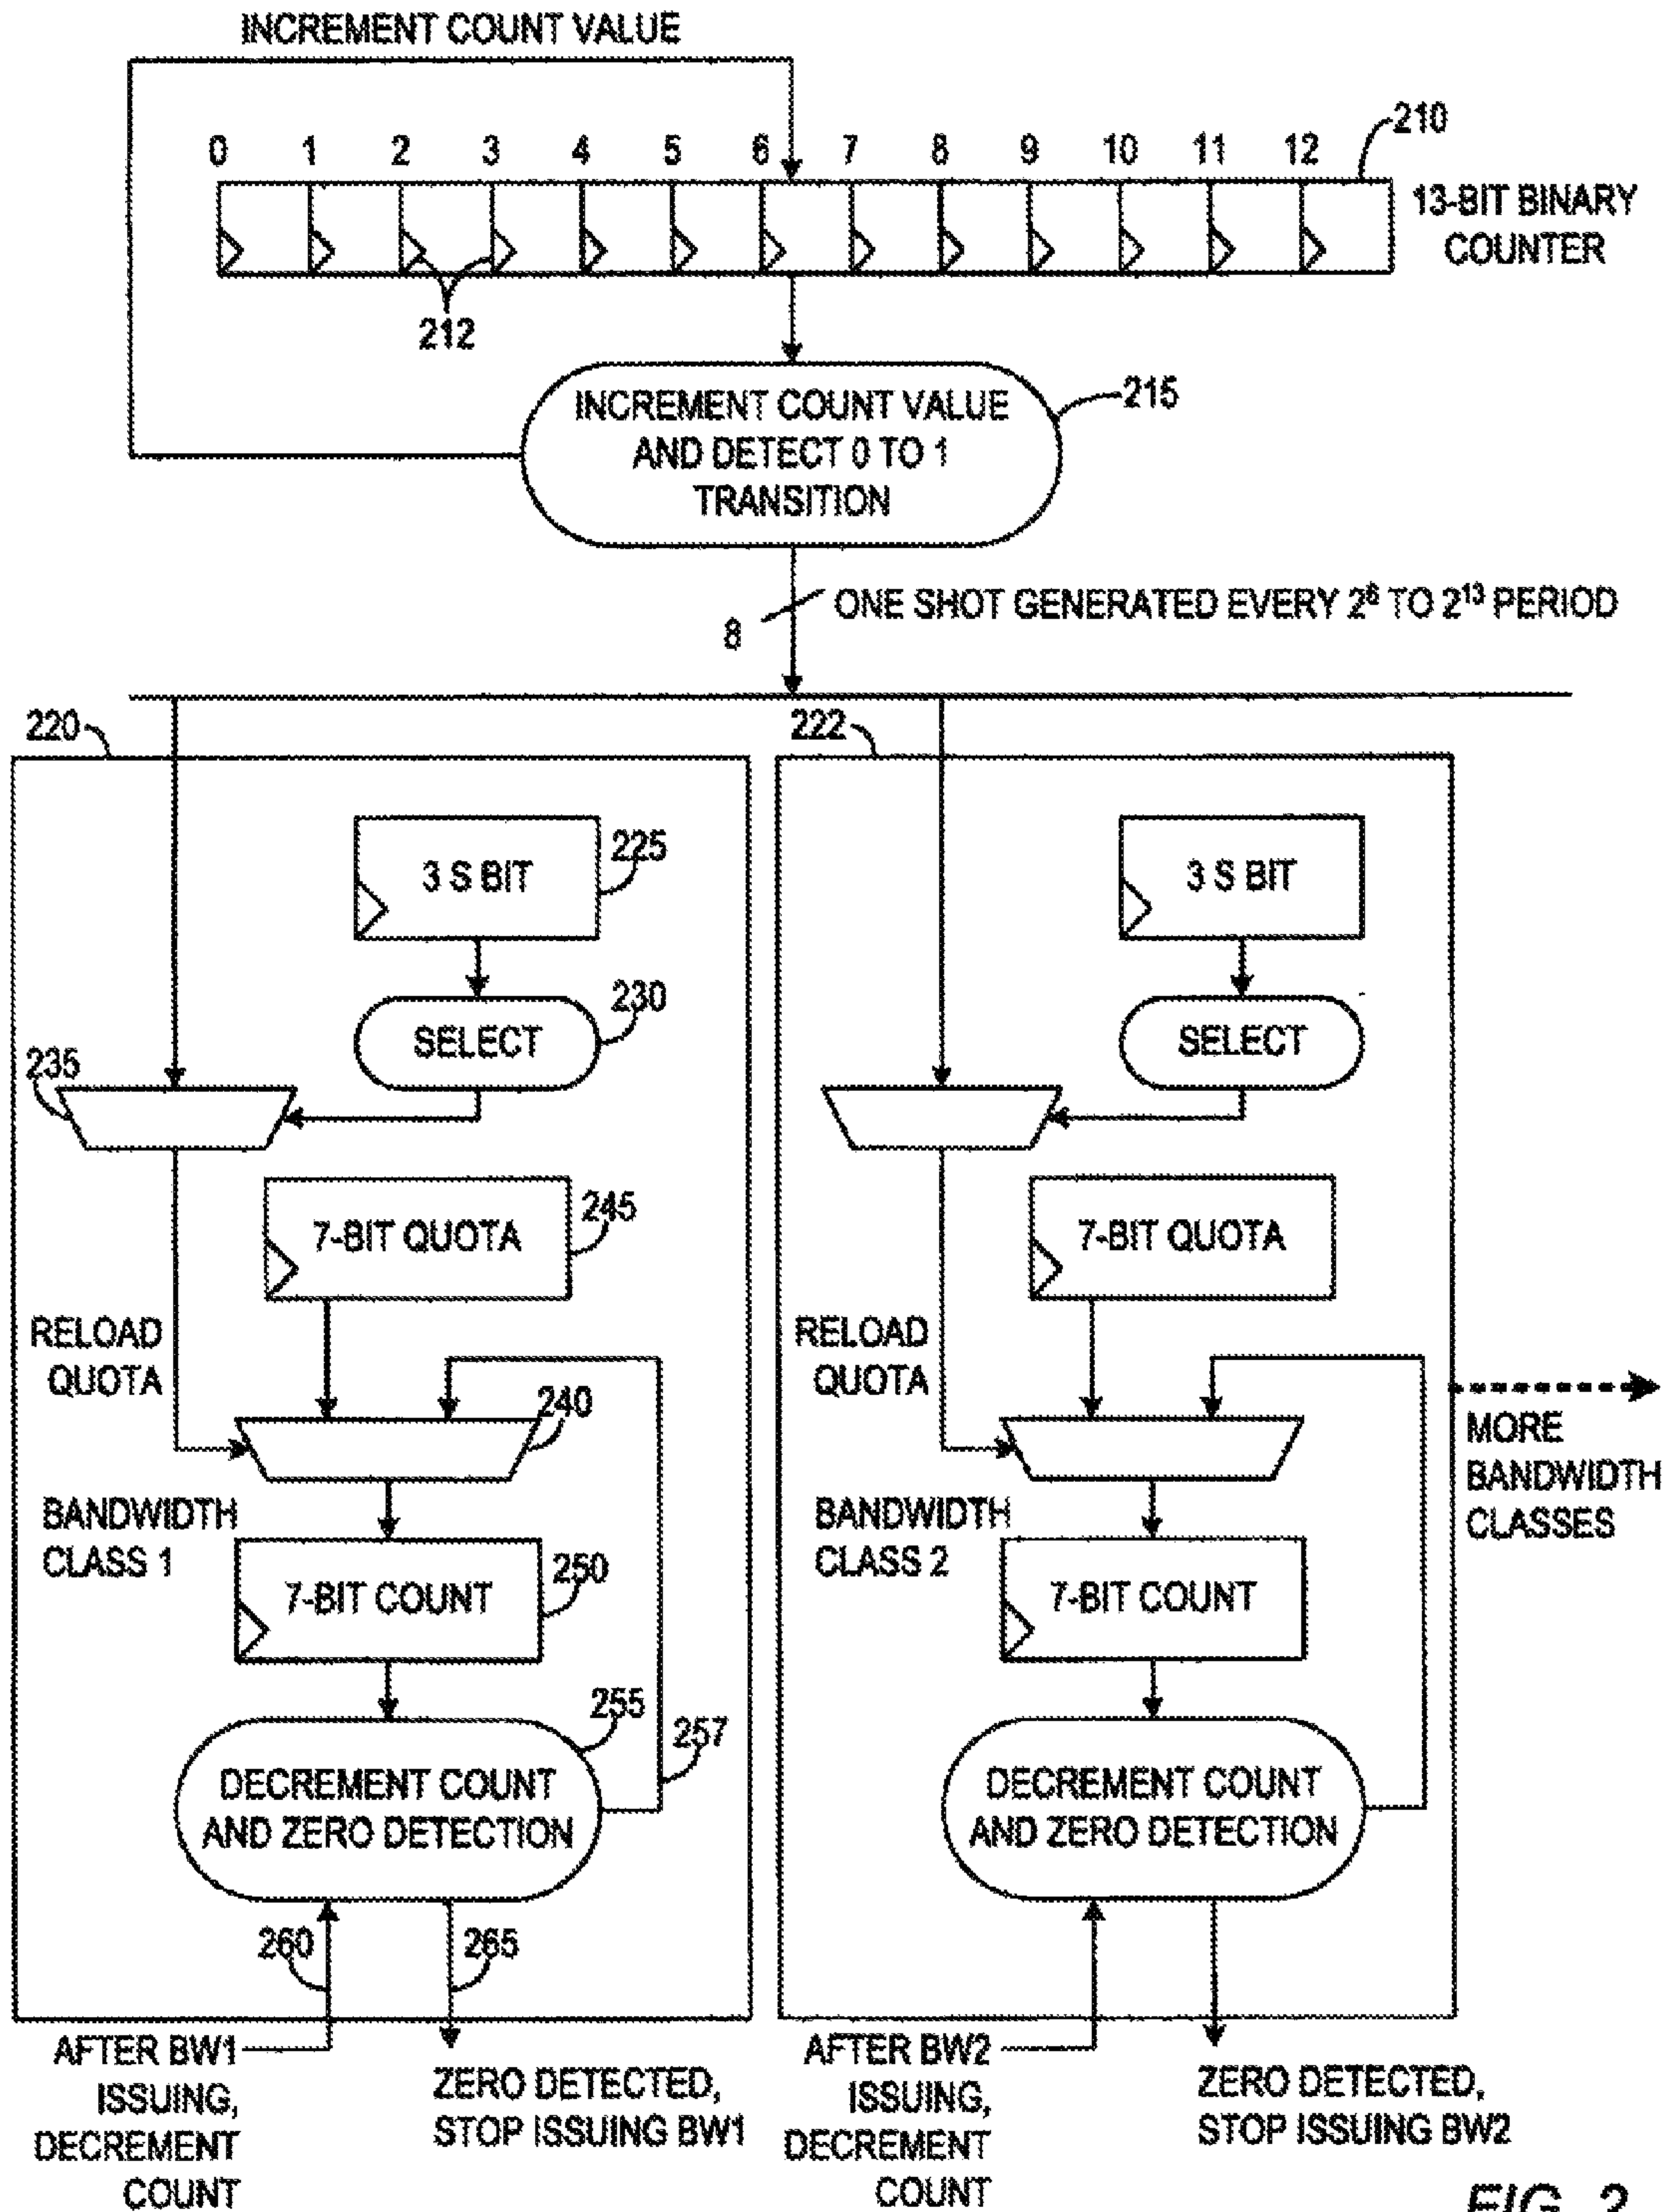 INCREMENT COUNT VALUE
0 1 2 3 4 5 6 7 8 9 10 11 12
210
13-BIT BINARY
COUNTER
212
INCREMENT COUNT VALUE
AND DETECT 0 TO 1
TRANSITION
215
8
ONE SHOT GENERATED EVERY 2⁶ TO 2¹³ PERIOD
220
3 S BIT
225
SELECT
230
235
7-BIT QUOTA
245
RELOAD
QUOTA
240
BANDWIDTH
CLASS 1
7-BIT COUNT
250
255
257
DECREMENT COUNT
AND ZERO DETECTION
260
265
AFTER BW1
ISSUING,
DECREMENT
COUNT
ZERO DETECTED,
STOP ISSUING BW1
222
3 S BIT
SELECT
7-BIT QUOTA
RELOAD
QUOTA
BANDWIDTH
CLASS 2
7-BIT COUNT
DECREMENT COUNT
AND ZERO DETECTION
AFTER BW2
ISSUING,
DECREMENT
COUNT
ZERO DETECTED,
STOP ISSUING BW2
MORE
BANDWIDTH
CLASSES
FIG. 2